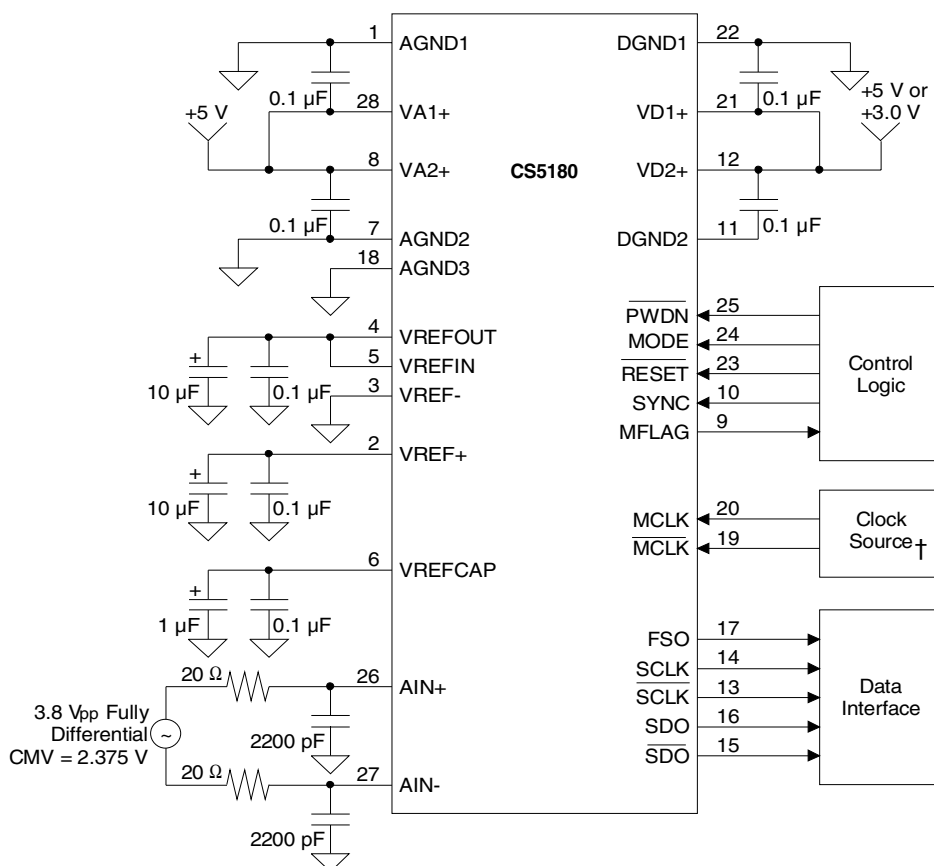 1 AGND1 DGND1 22
0.1 µF 0.1 µF
+5 V 28 VA1+ VD1+ 21 +5 V or
+3.0 V
8 VA2+ CS5180 VD2+ 12
0.1 µF 0.1 µF
7 AGND2 DGND2 11
18 AGND3
PWDN 25
4 VREFOUT MODE 24
5 VREFIN RESET 23 Control
Logic
10 µF 0.1 µF
3 VREF- SYNC 10
MFLAG 9
2 VREF+
10 µF 0.1 µF
MCLK 20 Clock
MCLK 19 Source†
6 VREFCAP
1 µF 0.1 µF
FSO 17
SCLK 14
20 Ω 26 AIN+ SCLK 13 Data
Interface
3.8 Vpp Fully
Differential
CMV = 2.375 V
~
2200 pF
SDO 16
SDO 15
20 Ω 27 AIN-
2200 pF
+
+
+